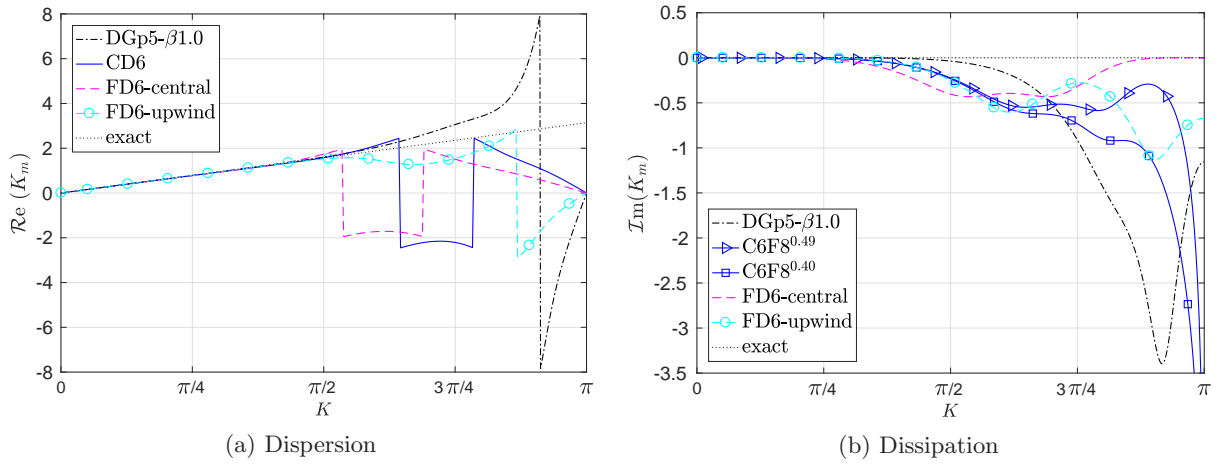 8
6
4
2
0
-2
-4
-6
-8
ℛe (K_m)
DGp5-β1.0
CD6
FD6-central
FD6-upwind
exact
0 π/4 π/2 3π/4 π
K
(a) Dispersion
0.5
0
-0.5
-1
-1.5
-2
-2.5
-3
-3.5
ℐm(K_m)
DGp5-β1.0
C6F8^0.49
C6F8^0.40
FD6-central
FD6-upwind
exact
0 π/4 π/2 3π/4 π
K
(b) Dissipation